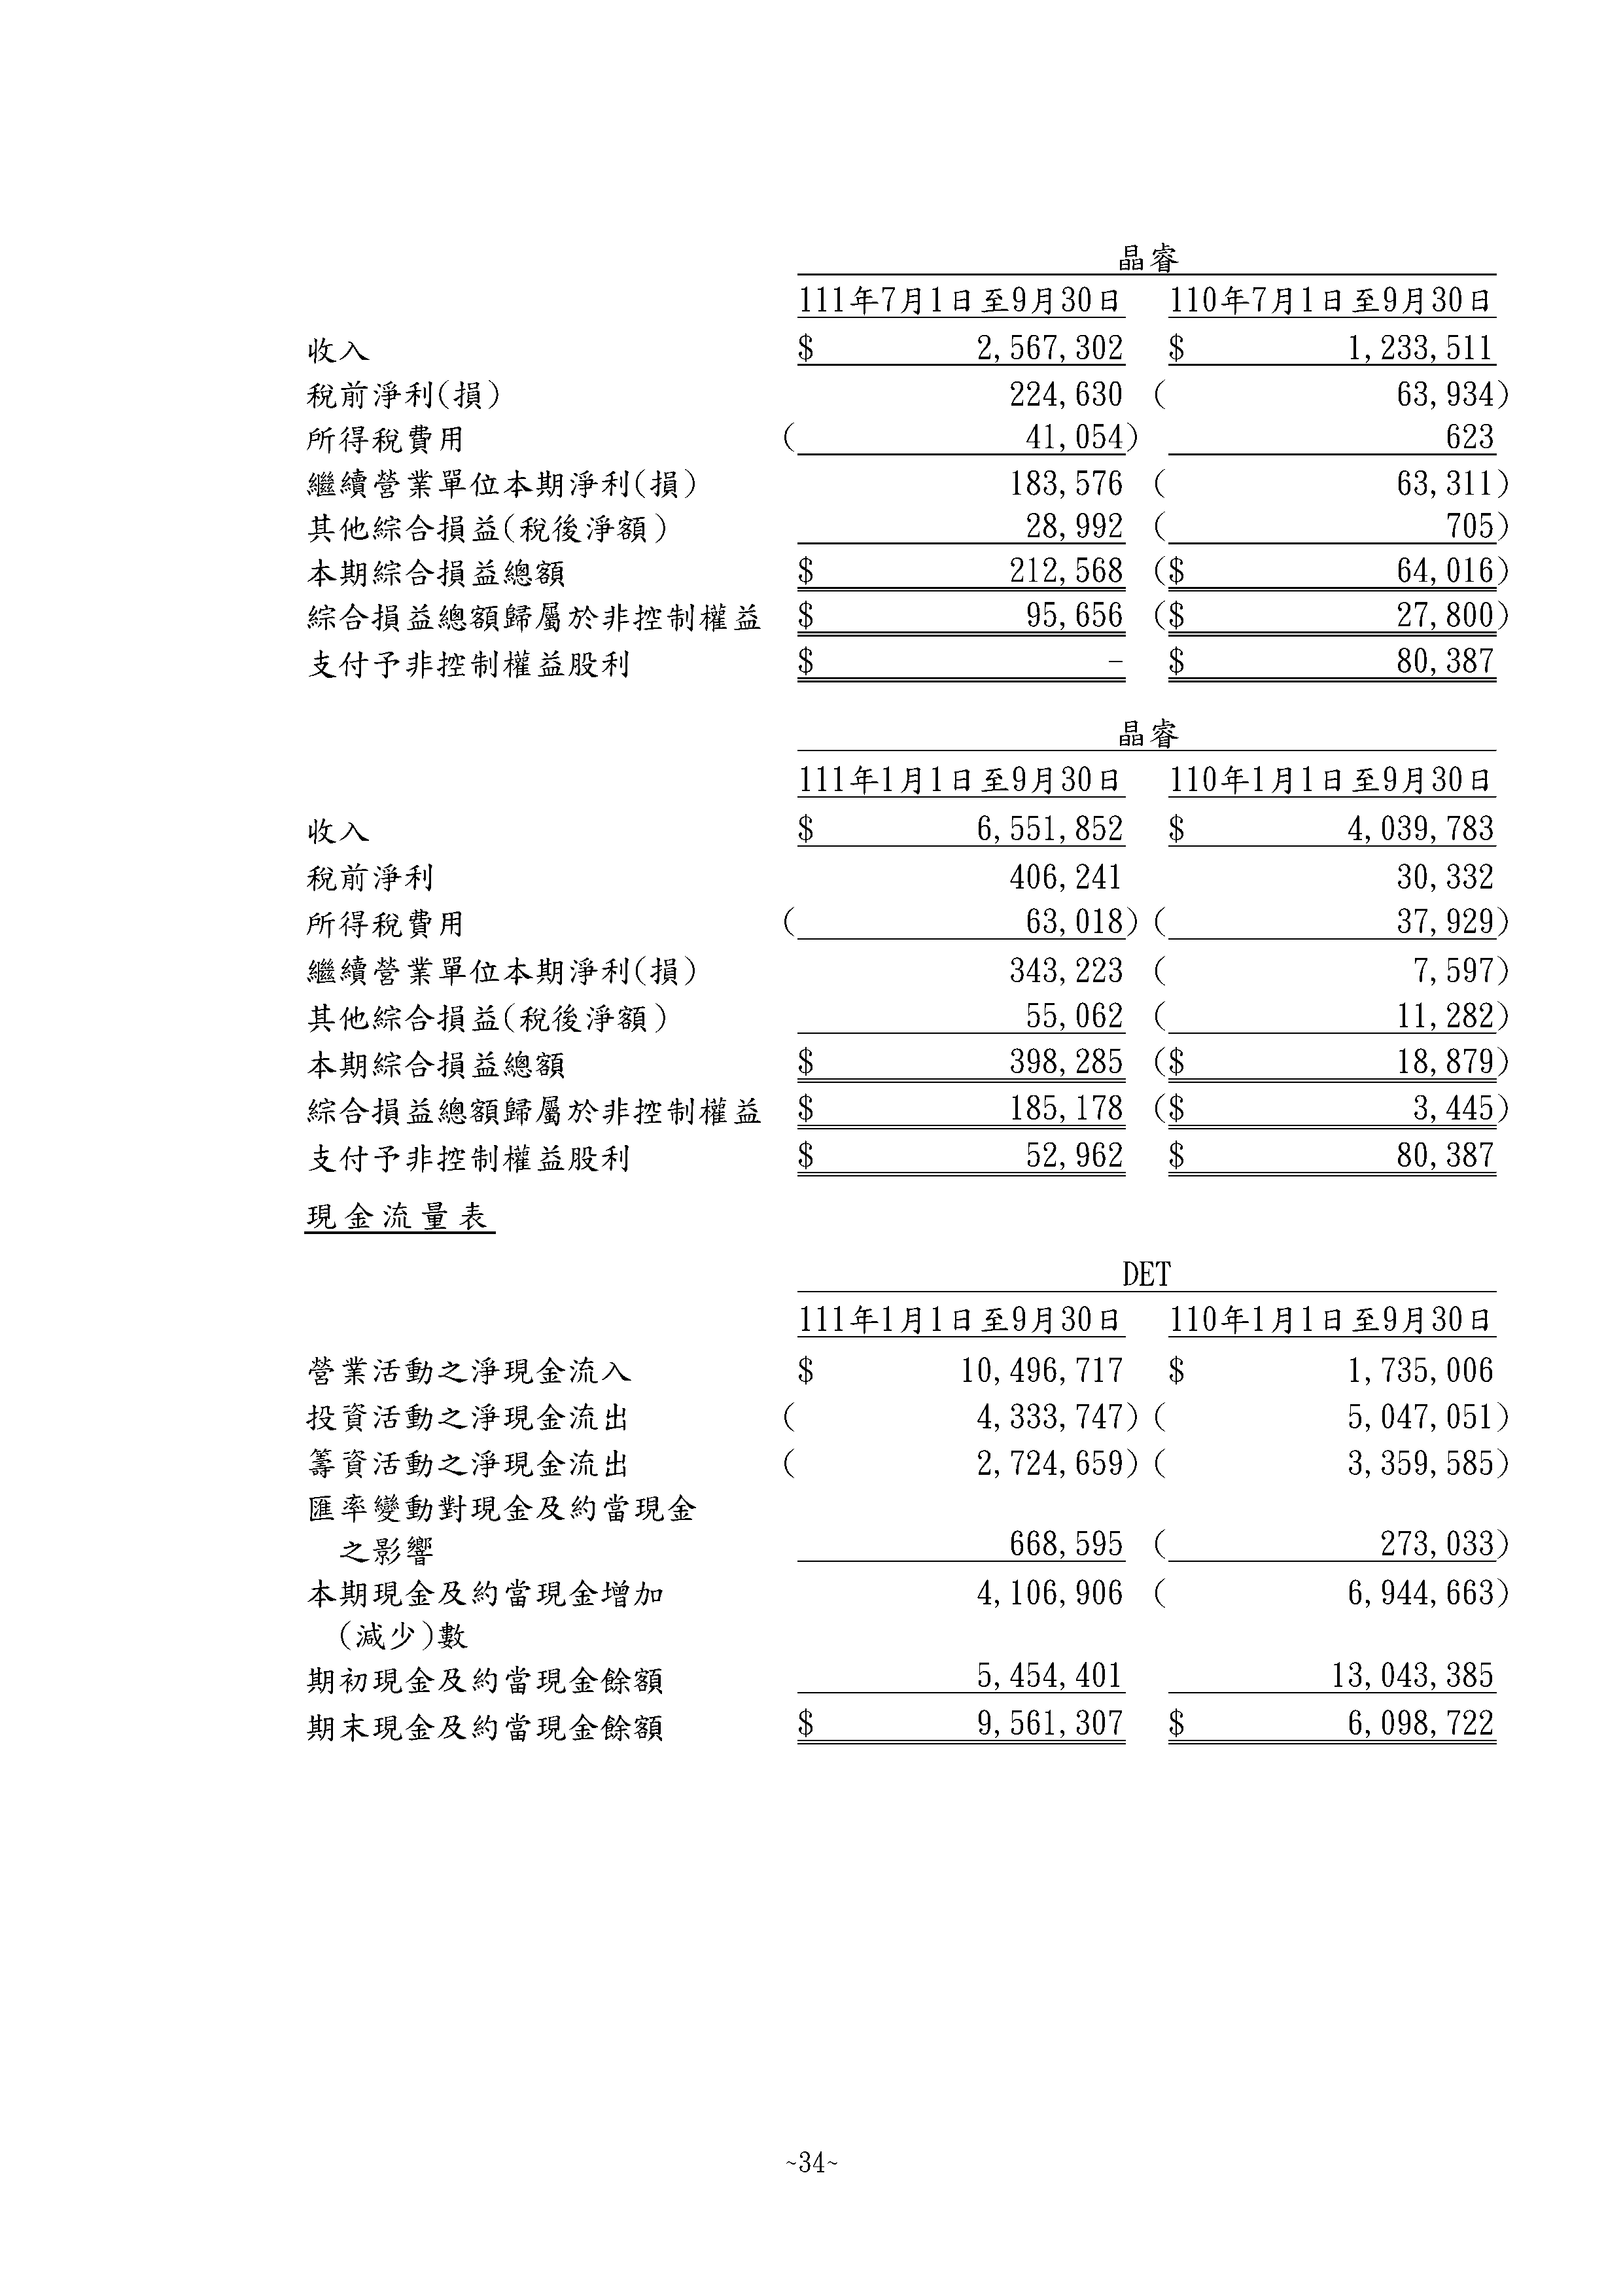 晶睿
111年7月1日至9月30日 110年7月1日至9月30日
收入 $ 2,567,302 $ 1,233,511
稅前淨利(損) 224,630 ( 63,934)
所得稅費用 ( 41,054) 623
繼續營業單位本期淨利(損) 183,576 ( 63,311)
其他綜合損益(稅後淨額) 28,992 ( 705)
本期綜合損益總額 $ 212,568 ($ 64,016)
綜合損益總額歸屬於非控制權益 $ 95,656 ($ 27,800)
支付予非控制權益股利 $ - $ 80,387
晶睿
111年1月1日至9月30日 110年1月1日至9月30日
收入 $ 6,551,852 $ 4,039,783
稅前淨利 406,241 30,332
所得稅費用 ( 63,018) ( 37,929)
繼續營業單位本期淨利(損) 343,223 ( 7,597)
其他綜合損益(稅後淨額) 55,062 ( 11,282)
本期綜合損益總額 $ 398,285 ($ 18,879)
綜合損益總額歸屬於非控制權益 $ 185,178 ($ 3,445)
支付予非控制權益股利 $ 52,962 $ 80,387
現金流量表
DET
111年1月1日至9月30日 110年1月1日至9月30日
營業活動之淨現金流入 $ 10,496,717 $ 1,735,006
投資活動之淨現金流出 ( 4,333,747) ( 5,047,051)
籌資活動之淨現金流出 ( 2,724,659) ( 3,359,585)
匯率變動對現金及約當現金
之影響 668,595 ( 273,033)
本期現金及約當現金增加 4,106,906 ( 6,944,663)
(減少)數
期初現金及約當現金餘額 5,454,401 13,043,385
期末現金及約當現金餘額 $ 9,561,307 $ 6,098,722
~34~